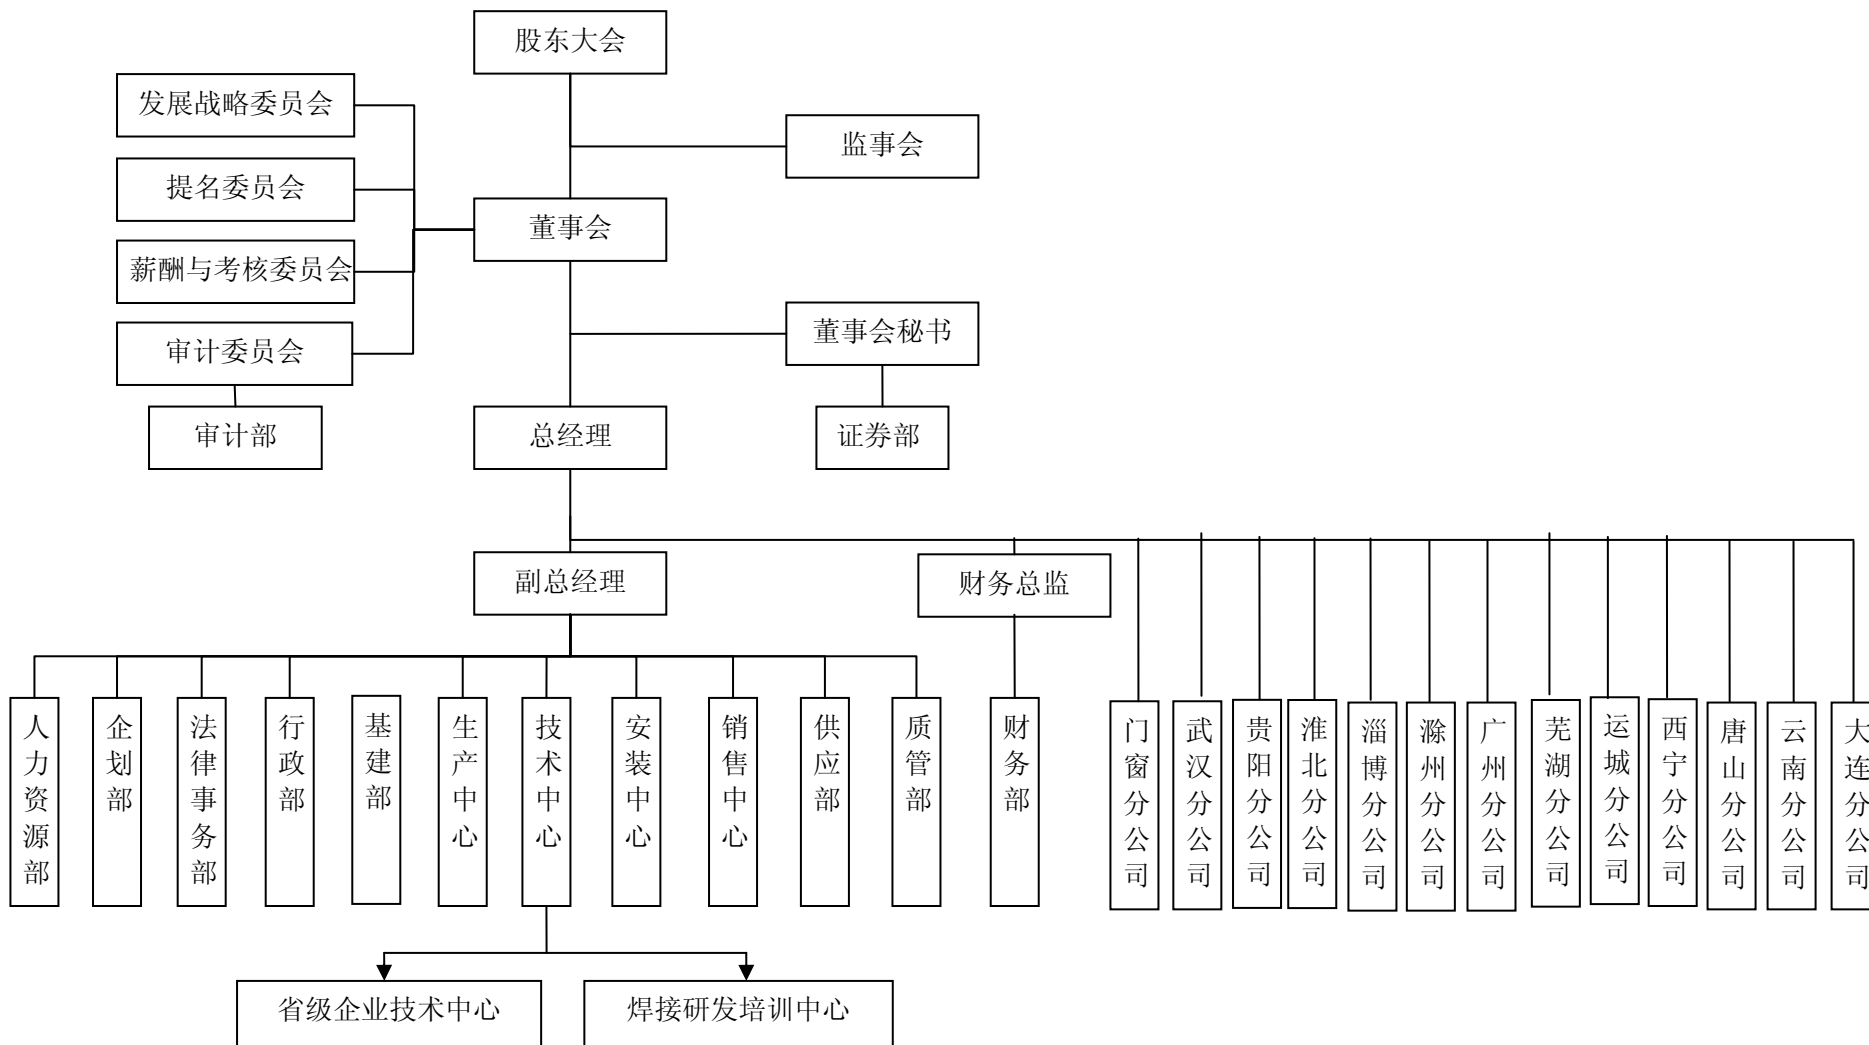 股东大会
发展战略委员会
监事会
提名委员会
董事会
薪酬与考核委员会
董事会秘书
审计委员会
审计部
总经理
证券部
副总经理
财务总监
人力资源部
企划部
法律事务部
行政部
基建部
生产中心
技术中心
安装中心
销售中心
供应部
质管部
财务部
门窗分公司
武汉分公司
贵阳分公司
淮北分公司
淄博分公司
滁州分公司
广州分公司
芜湖分公司
运城分公司
西宁分公司
唐山分公司
云南分公司
大连分公司
省级企业技术中心
焊接研发培训中心